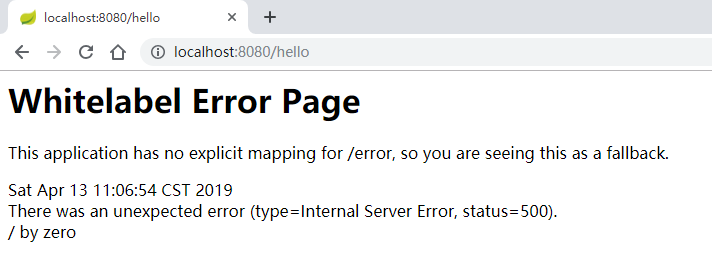 localhost:8080/hello
localhost:8080/hello
Whitelabel Error Page
This application has no explicit mapping for /error, so you are seeing this as a fallback.
Sat Apr 13 11:06:54 CST 2019
There was an unexpected error (type=Internal Server Error, status=500).
/ by zero